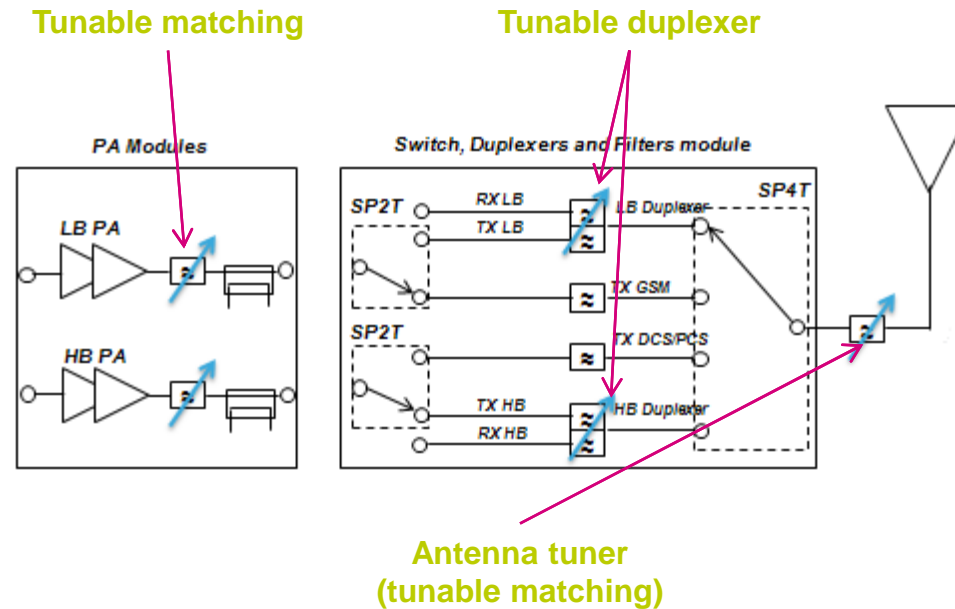 Tunable matching
Tunable duplexer
PA Modules
Switch, Duplexers and Filters module
SP2T
RX LB
LB Duplexer
SP4T
TX LB
LB PA
TX GSM
SP2T
TX DCS/PCS
HB PA
TX HB
HB Duplexer
RX HB
Antenna tuner
(tunable matching)